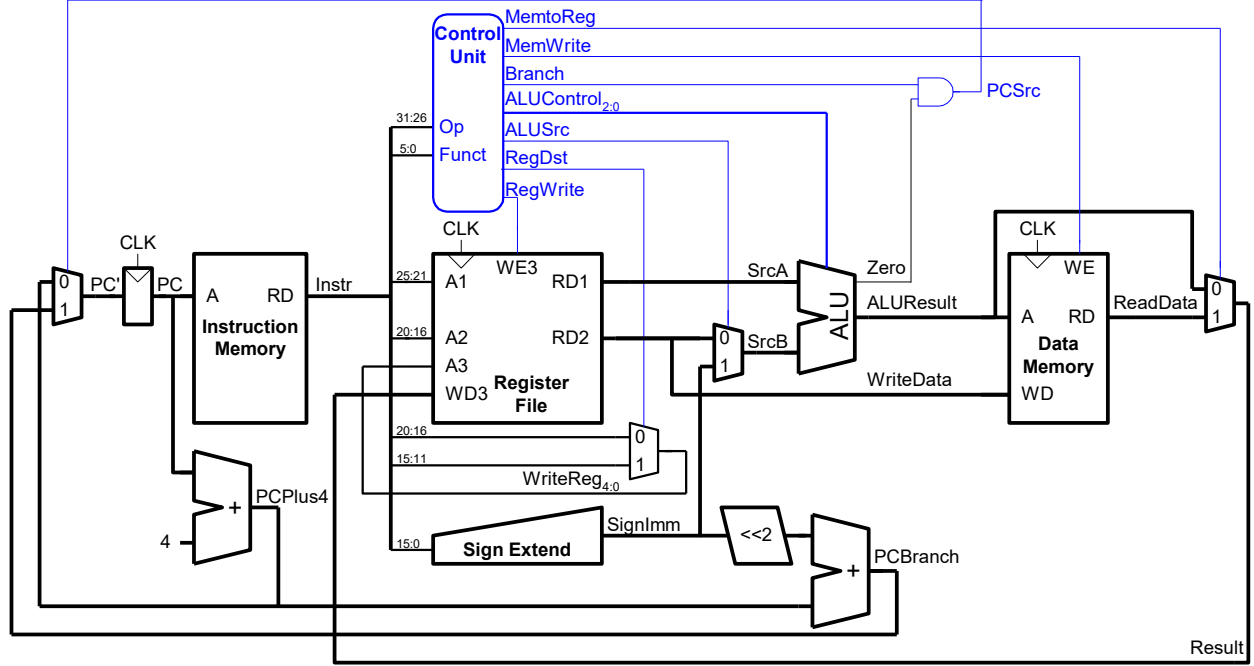 MemtoReg
Control
Unit
MemWrite
Branch
PCSrc
ALUControl2:0
31:26
Op
ALUSrc
5:0
Funct
RegDst
RegWrite
CLK
CLK
CLK
WE3
WE
0
1
PC'
PC
A
RD
Instruction
Memory
Instr
25:21
A1
RD1
SrcA
Zero
ALU
ALUResult
ReadData
0
1
20:16
A2
RD2
0
1
SrcB
A
RD
Data
Memory
A3
WD3
Register
File
WriteData
WD
20:16
0
15:11
1
WriteReg4:0
PCPlus4
+
4
SignImm
15:0
Sign Extend
<<2
PCBranch
+
Result